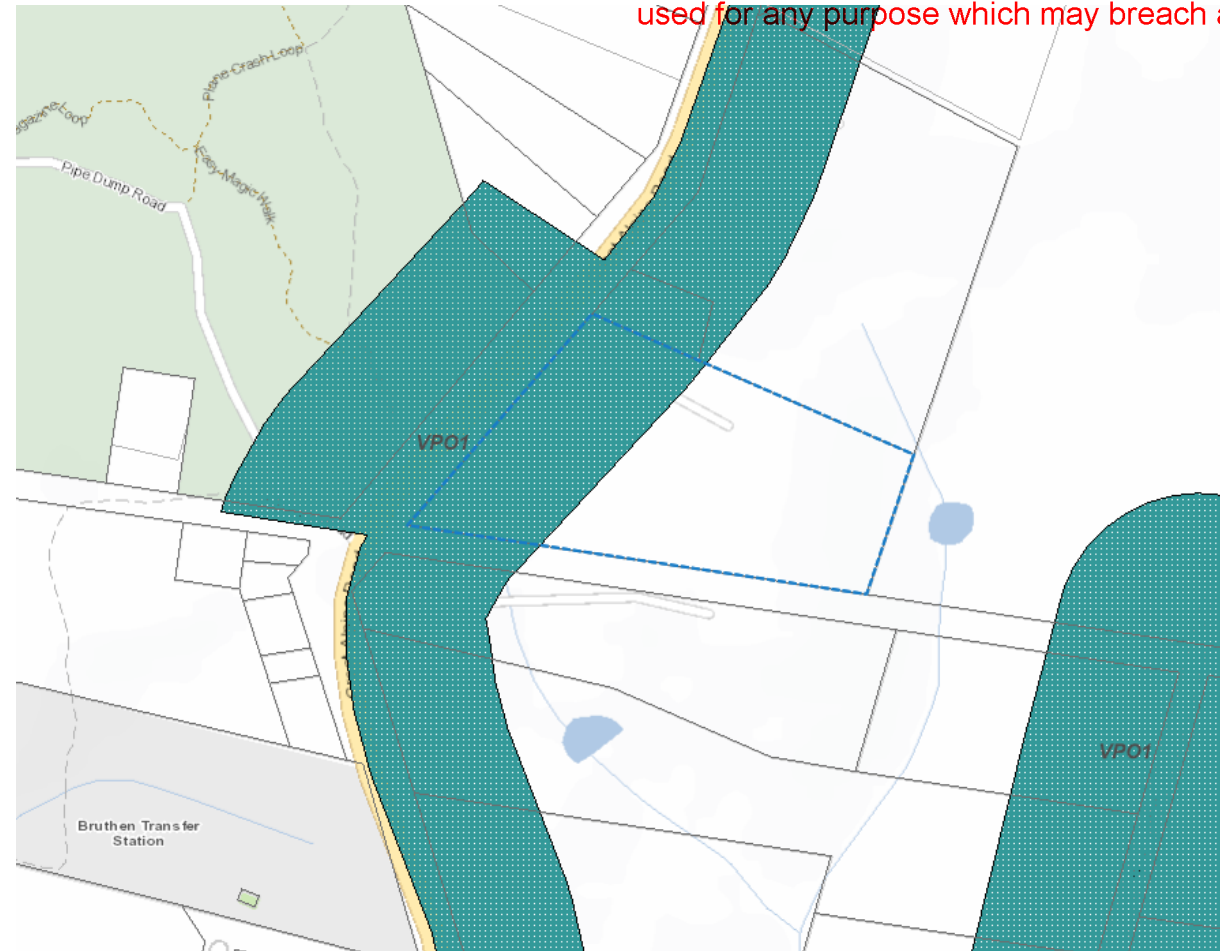 used for any purpose which may breach a
Plane Crash Loop
agazine Loop
Easy Magic Walk
Pipe Dump Road
VPO1
VPO1
Bruthen Transfer
Station